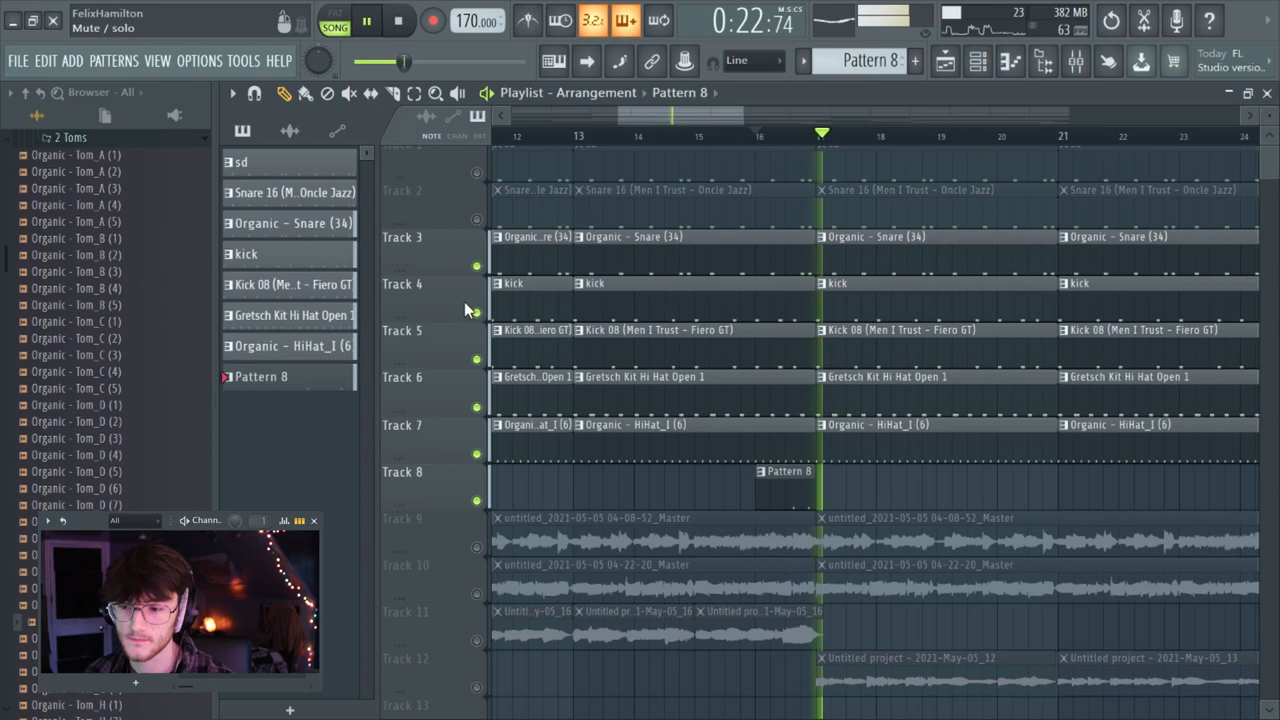 FelixHamilton
Mute / solo
PAT
SONG
3.2.1
170.000
0:22:74
M:S:CS
23
382 MB
63
FILE EDIT ADD PATTERNS VIEW OPTIONS TOOLS HELP
Line
Pattern 8
Today FL
Studio versio..
Browser - All
Playlist - Arrangement
Pattern 8
NOTE CHAN PAT
12 13 14 15 16 18 19 20 21 22 23 24
2 Toms
Organic - Tom_A (1)
Organic - Tom_A (2)
Organic - Tom_A (3)
Organic - Tom_A (4)
Organic - Tom_A (5)
Organic - Tom_B (1)
Organic - Tom_B (2)
Organic - Tom_B (3)
Organic - Tom_B (4)
Organic - Tom_B (5)
Organic - Tom_C (1)
Organic - Tom_C (2)
Organic - Tom_C (3)
Organic - Tom_C (4)
Organic - Tom_C (5)
Organic - Tom_D (1)
Organic - Tom_D (2)
Organic - Tom_D (3)
Organic - Tom_D (4)
Organic - Tom_D (5)
Organic - Tom_D (6)
Organic - Tom_D (7)
Organic - Tom_H (1)
All
Chann..
1
sd
Snare 16 (M..Oncle Jazz)
Organic - Snare (34)
kick
Kick 08 (Me..t - Fiero GT)
Gretsch Kit Hi Hat Open 1
Organic - HiHat_I (6)
Pattern 8
Track 2
Snare...le Jazz) Snare 16 (Men I Trust - Oncle Jazz) Snare 16 (Men I Trust - Oncle Jazz) Snare 16 (Men I Trust - Oncle Jazz)
Track 3
Organic..re (34) Organic - Snare (34) Organic - Snare (34) Organic - Snare (34)
Track 4
kick kick kick kick
Track 5
Kick 08..iero GT) Kick 08 (Men I Trust - Fiero GT) Kick 08 (Men I Trust - Fiero GT) Kick 08 (Men I Trust - Fiero GT)
Track 6
Gretsch..Open 1 Gretsch Kit Hi Hat Open 1 Gretsch Kit Hi Hat Open 1 Gretsch Kit Hi Hat Open 1
Track 7
Organi..at_I (6) Organic - HiHat_I (6) Organic - HiHat_I (6) Organic - HiHat_I (6)
Track 8
Pattern 8
Track 9
untitled_2021-05-05 04-08-52_Master untitled_2021-05-05 04-08-52_Master
Track 10
untitled_2021-05-05 04-22-20_Master untitled_2021-05-05 04-22-20_Master
Track 11
Untitl.. y-05_16 Untitled pr..1-May-05_16 Untitled pro..1-May-05_16
Track 12
Untitled project - 2021-May-05_12 Untitled project - 2021-May-05_13
Track 13